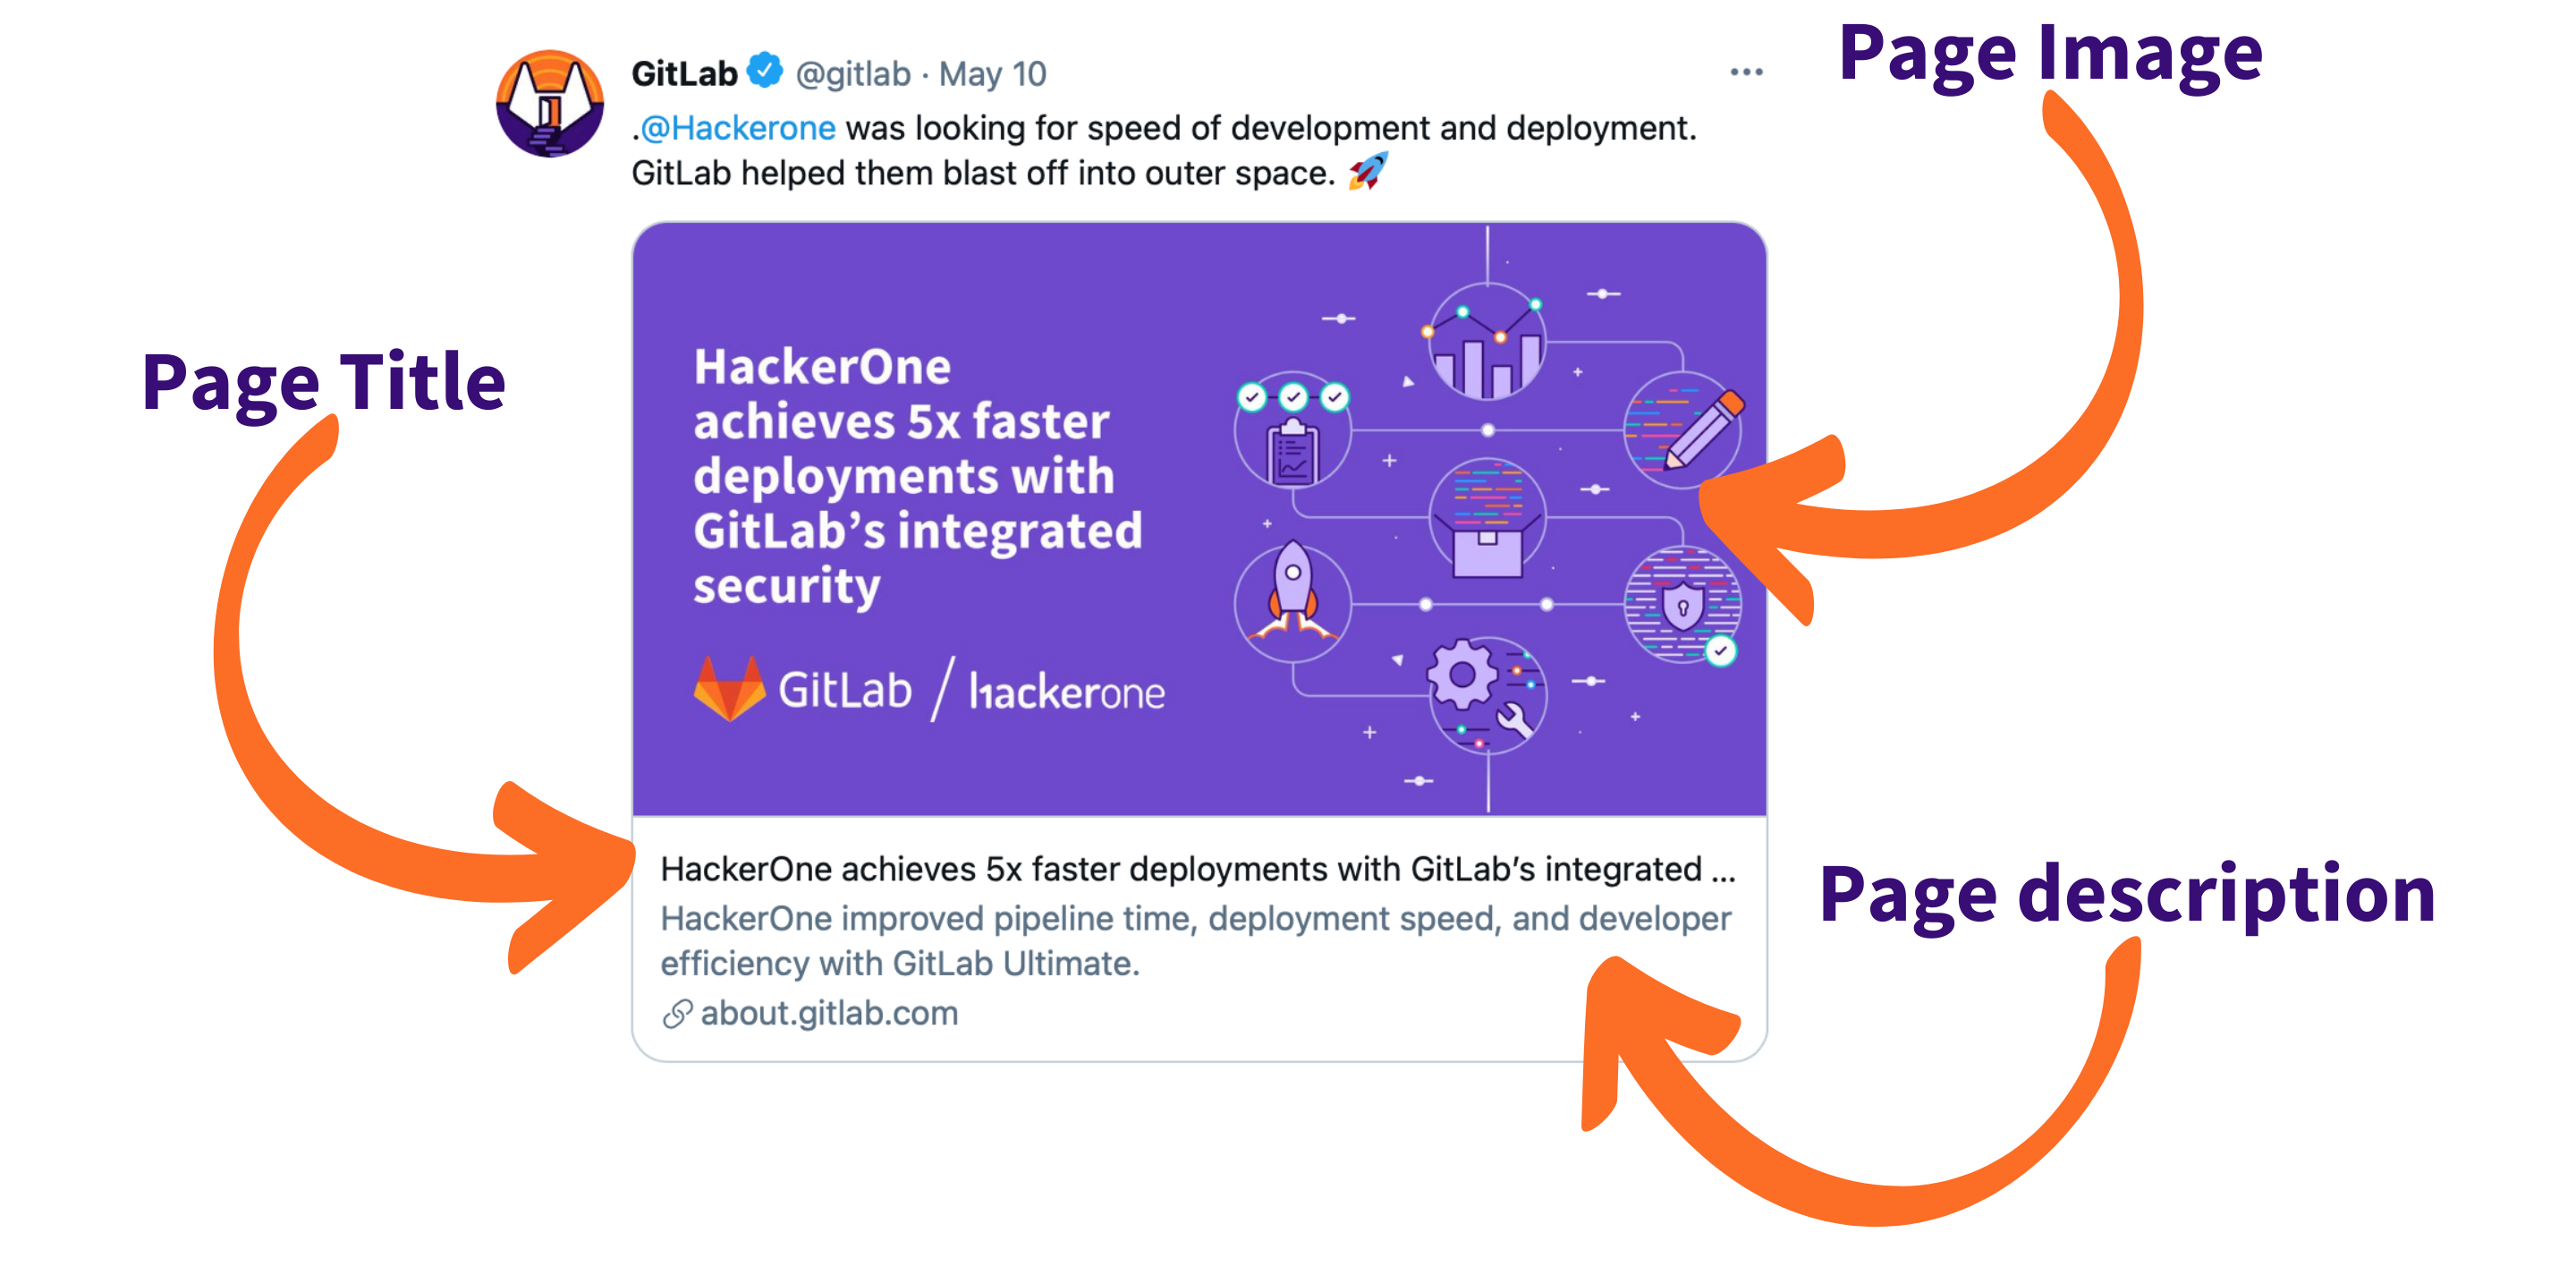 Page Image
GitLab @gitlab · May 10
.@Hackerone was looking for speed of development and deployment.
GitLab helped them blast off into outer space. 🚀
Page Title
HackerOne
achieves 5x faster
deployments with
GitLab’s integrated
security
GitLab / hackerone
HackerOne achieves 5x faster deployments with GitLab’s integrated ...
HackerOne improved pipeline time, deployment speed, and developer
efficiency with GitLab Ultimate.
about.gitlab.com
Page description